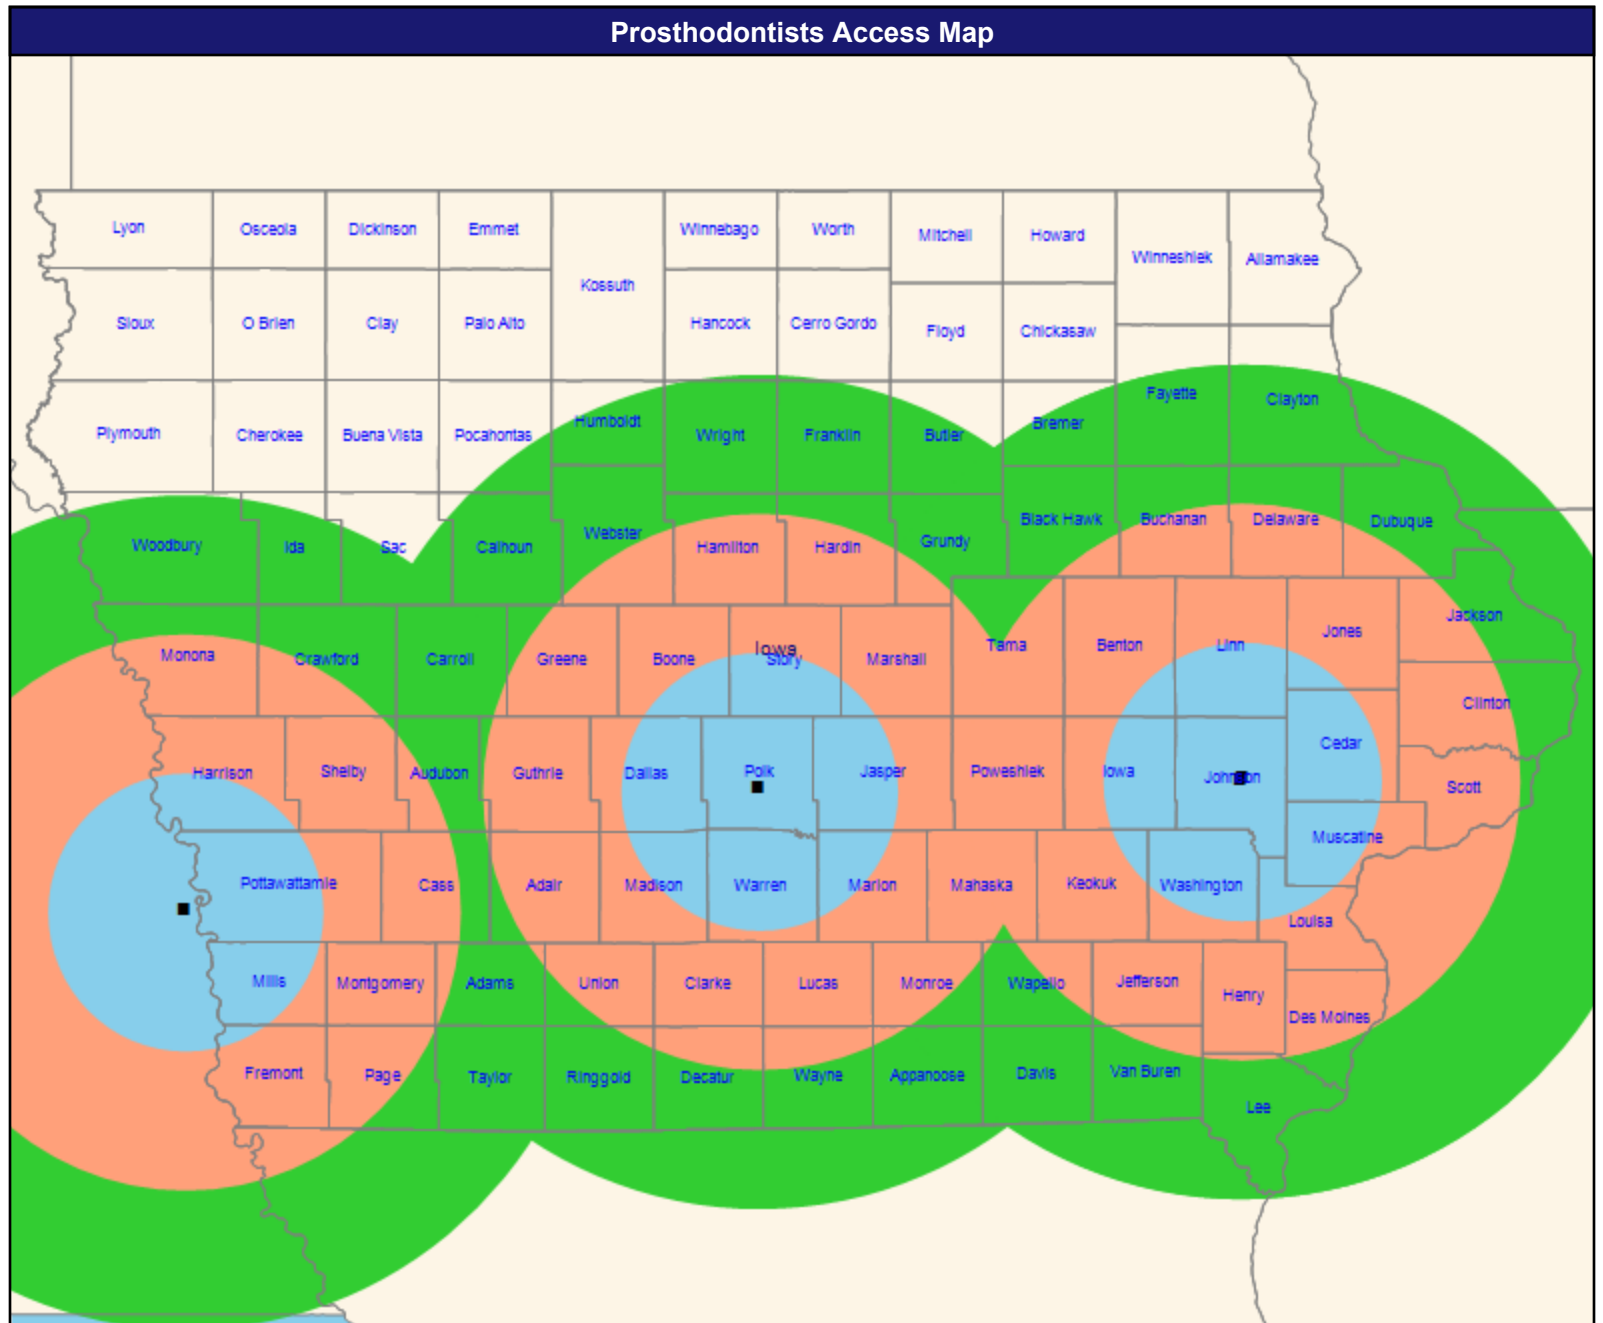 Prosthodontists Access Map
Lyon Osceola Dickinson Emmet Winnebago Worth Mitchell Howard
Winneshiek Allamakee
Kossuth
Sioux O Brien Clay Palo Alto Hancock Cerro Gordo Floyd Chickasaw
Fayette Clayton
Plymouth Cherokee Buena Vista Pocahontas Humboldt Wright Franklin Butler Bremer
Woodbury Ida Sac Calhoun Webster Hamilton Hardin Grundy Black Hawk Buchanan Delaware Dubuque
Iowa
Monona Crawford Carroll Greene Boone Story Marshall Tama Benton Linn Jones Jackson
Clinton
Harrison Shelby Audubon Guthrie Dallas Polk Jasper Poweshiek Iowa Johnson Cedar Scott
Muscatine
Pottawattamie Cass Adair Madison Warren Marion Mahaska Keokuk Washington Louisa
Mills Montgomery Adams Union Clarke Lucas Monroe Wapello Jefferson Henry Des Moines
Fremont Page Taylor Ringgold Decatur Wayne Appanoose Davis Van Buren Lee